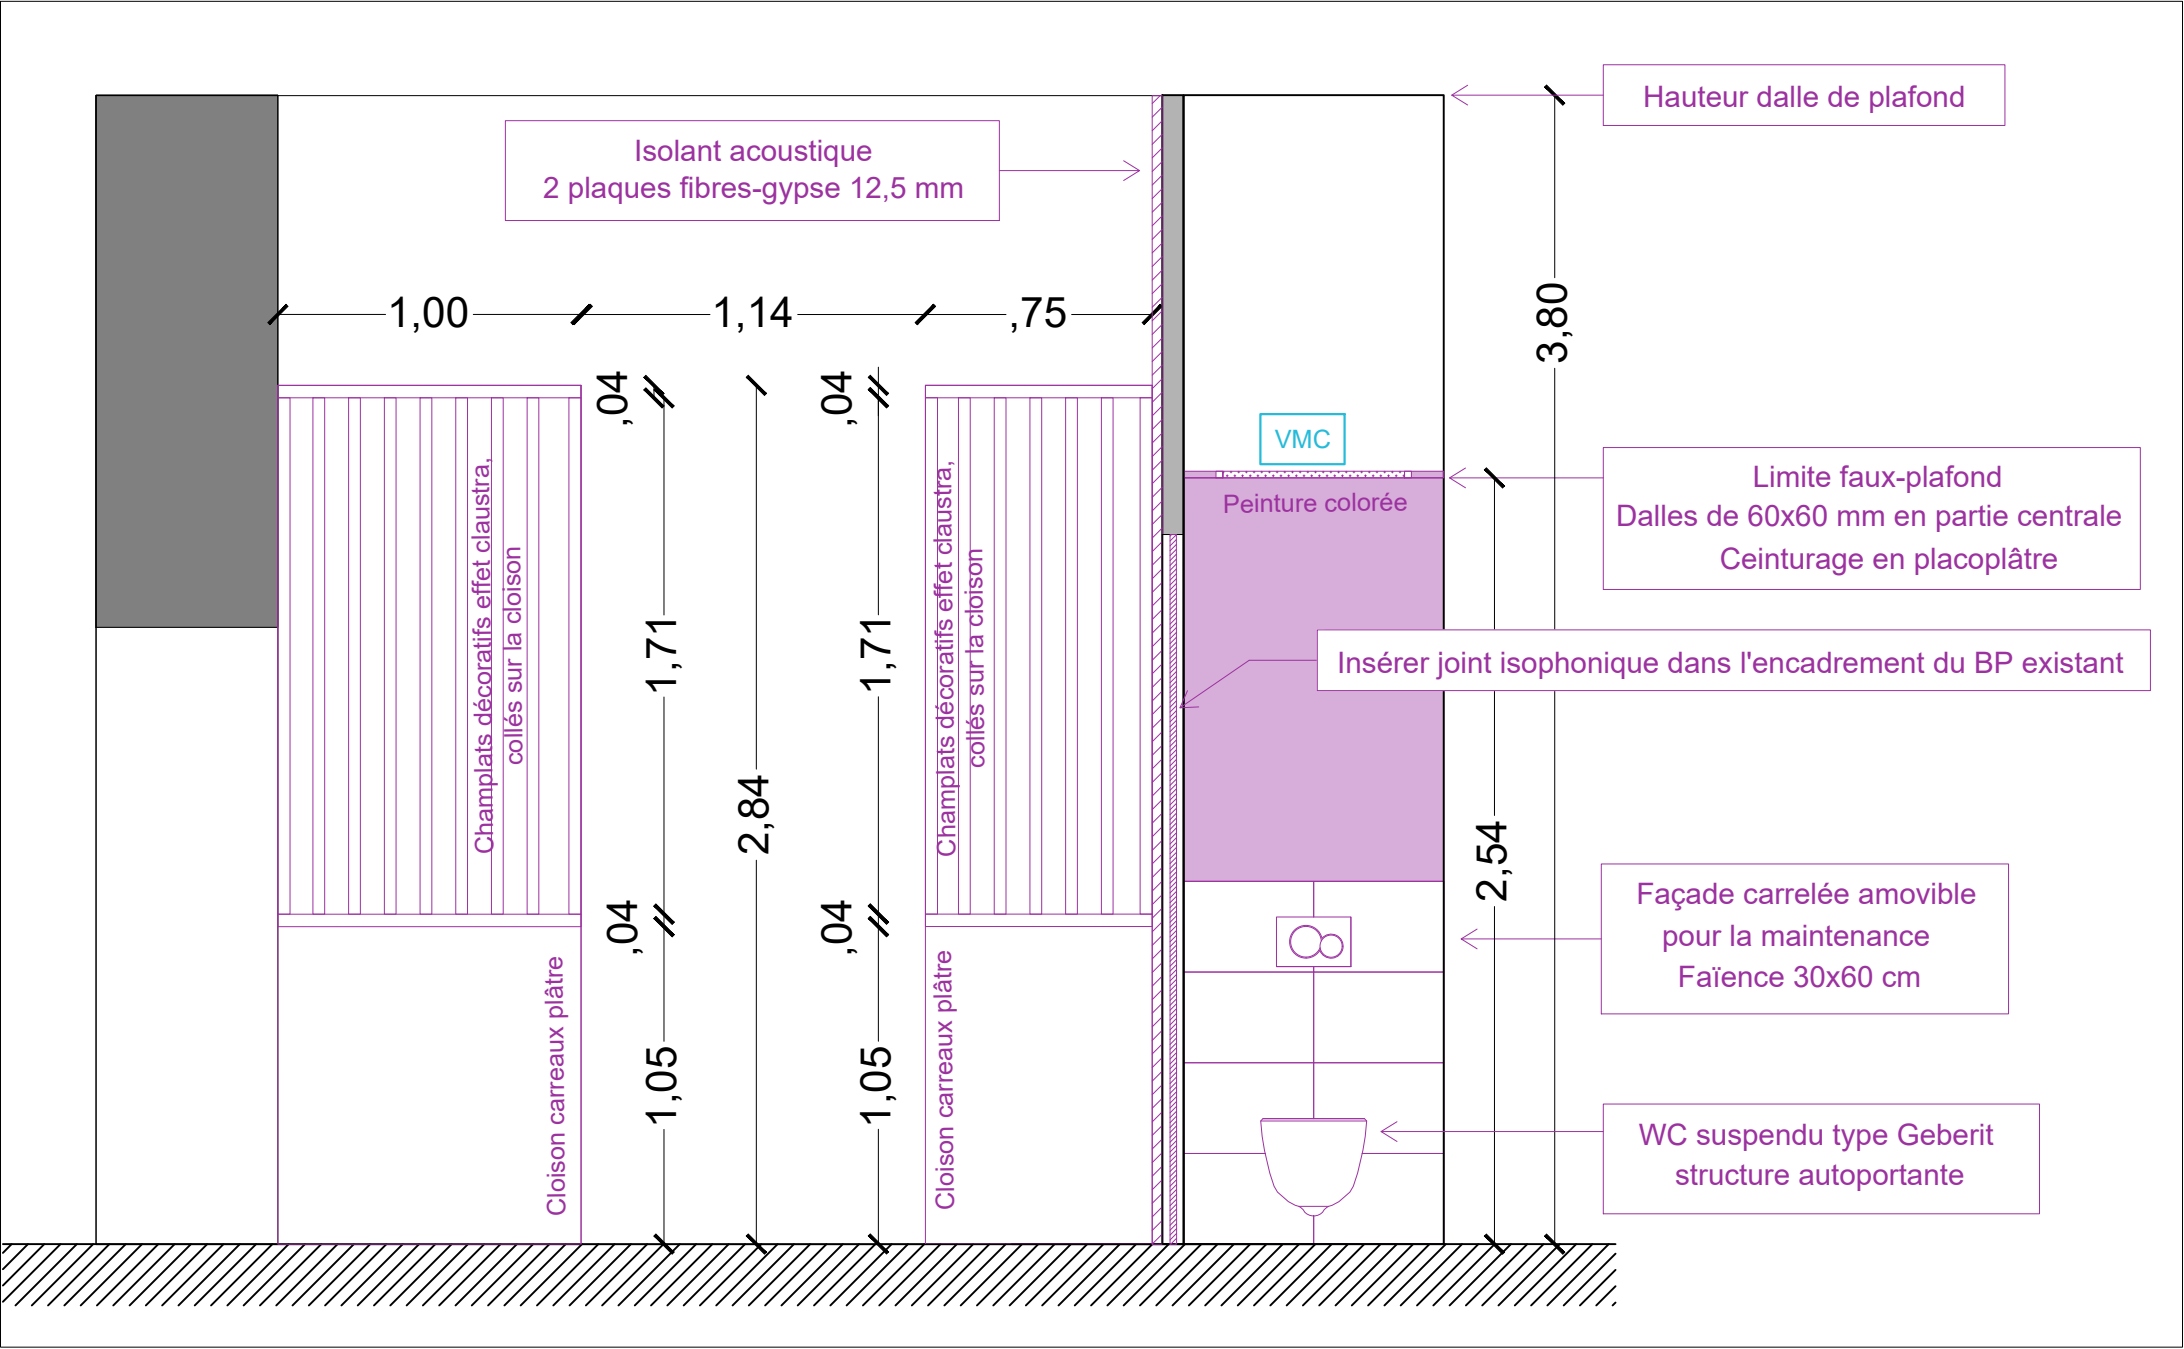 Hauteur dalle de plafond
Isolant acoustique
2 plaques fibres-gypse 12,5 mm
1,00
1,14
,75
3,80
,04
,04
VMC
Peinture colorée
Limite faux-plafond
Dalles de 60x60 mm en partie centrale
Ceinturage en placoplâtre
Champlats décoratifs effet claustra,
collés sur la cloison
1,71
2,84
1,71
Champlats décoratifs effet claustra,
collés sur la cloison
Insérer joint isophonique dans l'encadrement du BP existant
2,54
,04
,04
Façade carrelée amovible
pour la maintenance
Faïence 30x60 cm
Cloison carreaux plâtre
1,05
1,05
Cloison carreaux plâtre
WC suspendu type Geberit
structure autoportante